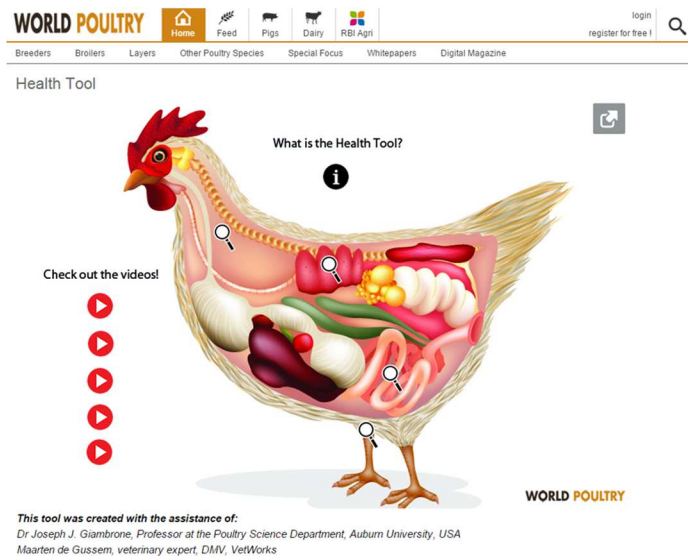 WORLD POULTRY
Home
Feed
Pigs
Dairy
RBI Agri
login
register for free !
Breeders
Broilers
Layers
Other Poultry Species
Special Focus
Whitepapers
Digital Magazine
Health Tool
What is the Health Tool?
i
Check out the videos!
WORLD POULTRY
This tool was created with the assistance of:
Dr Joseph J. Giambrone, Professor at the Poultry Science Department, Auburn University, USA
Maarten de Gussem, veterinary expert, DMV, VetWorks